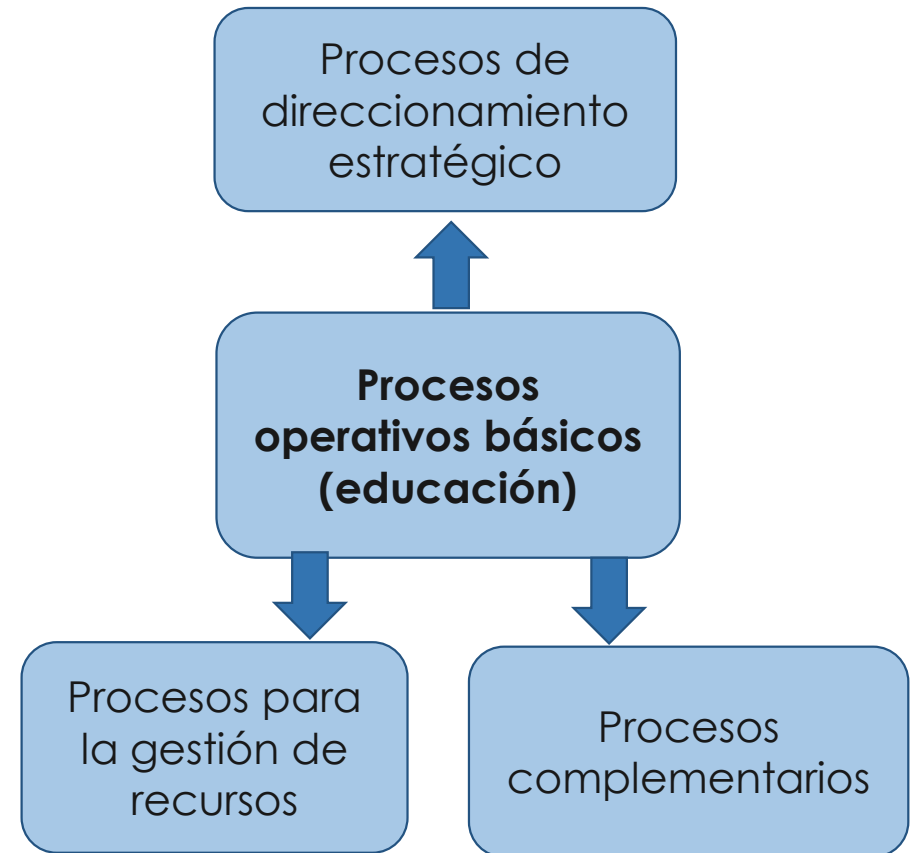 Procesos de
direccionamiento
estratégico
Procesos
operativos básicos
(educación)
Procesos para
la gestión de
recursos
Procesos
complementarios